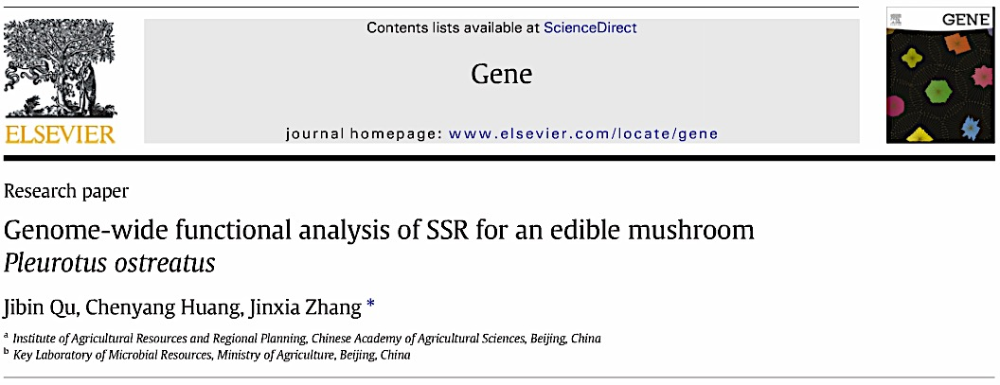 Contents lists available at ScienceDirect
Gene
journal homepage: www.elsevier.com/locate/gene
ELSEVIER
GENE
Research paper
Genome-wide functional analysis of SSR for an edible mushroom
Pleurotus ostreatus
Jibin Qu, Chenyang Huang, Jinxia Zhang *
a Institute of Agricultural Resources and Regional Planning, Chinese Academy of Agricultural Sciences, Beijing, China
b Key Laboratory of Microbial Resources, Ministry of Agriculture, Beijing, China